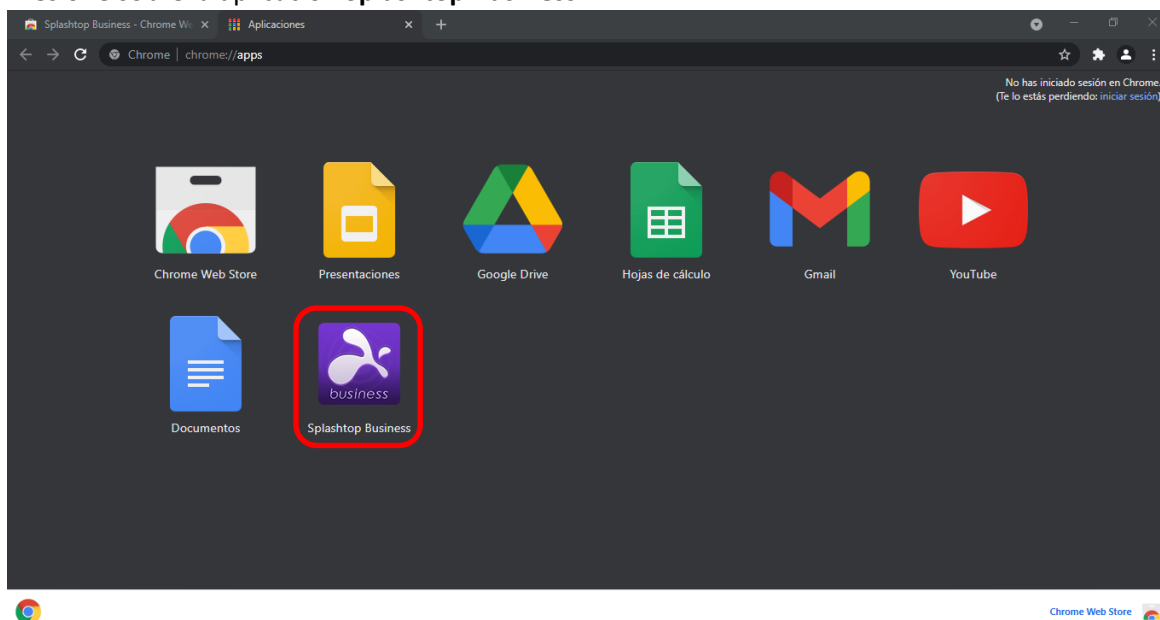 Splashtop Business - Chrome We
Aplicaciones
Chrome | chrome://apps
No has iniciado sesión en Chrome.
(Te lo estás perdiendo: iniciar sesión)
Chrome Web Store
Presentaciones
Google Drive
Hojas de cálculo
Gmail
YouTube
business
Documentos
Splashtop Business
Chrome Web Store